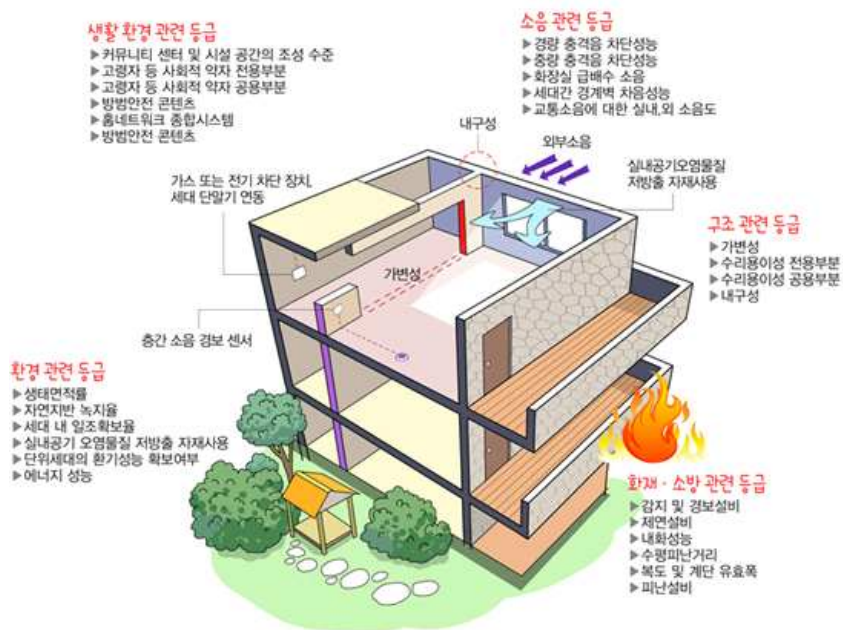 생활 환경 관련 등급
▶커뮤니티 센터 및 시설 공간의 조성 수준
▶고령자 등 사회적 약자 전용부분
▶고령자 등 사회적 약자 공용부분
▶방범안전 콘텐츠
▶홈네트워크 종합시스템
▶방범안전 콘텐츠
소음 관련 등급
▶경량 충격음 차단성능
▶중량 충격음 차단성능
▶화장실 급배수 소음
▶세대간 경계벽 차음성능
▶교통소음에 대한 실내,외 소음도
내구성
외부소음
실내공기오염물질
저방출 자재사용
가스 또는 전기 차단 장치,
세대 단말기 연동
가변성
층간 소음 경보 센서
구조 관련 등급
▶가변성
▶수리용이성 전용부분
▶수리용이성 공용부분
▶내구성
환경 관련 등급
▶생태면적률
▶자연지반 녹지율
▶세대 내 일조확보율
▶실내공기 오염물질 저방출 자재사용
▶단위세대의 환기성능 확보여부
▶에너지 성능
화재 · 소방 관련 등급
▶감지 및 경보설비
▶제연설비
▶내화성능
▶수평피난거리
▶복도 및 계단 유효폭
▶피난설비